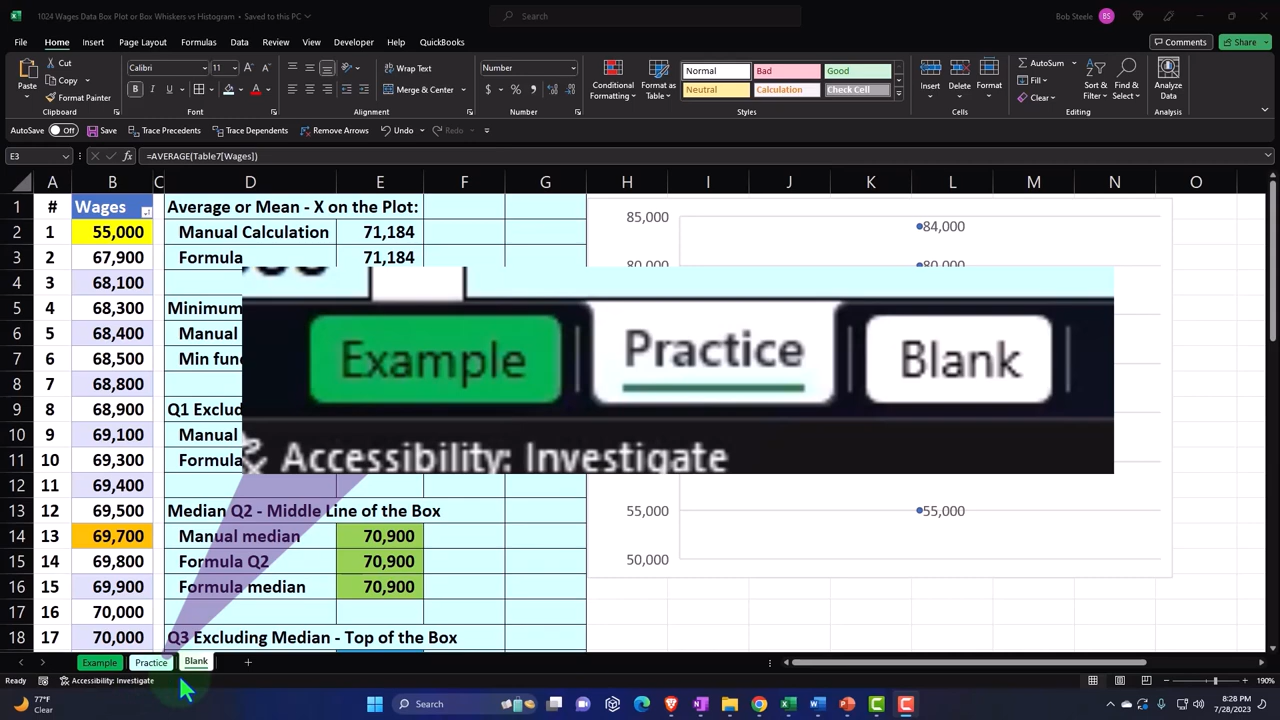 1024 Wages Data Box Plot or Box Whiskers vs Histogram • Saved to this PC
Search
Bob Steele BS
File Home Insert Page Layout Formulas Data Review View Developer Automate Help QuickBooks
Comments Share
Paste
Cut
Copy
Format Painter
Clipboard
Calibri 11
B I U
Font
Wrap Text
Merge & Center
Alignment
Number
$ % ,
Number
Conditional Formatting
Format as Table
Normal Bad Good
Neutral Calculation Check Cell
Styles
Insert Delete Format
Cells
AutoSum
Fill
Clear
Sort & Filter
Find & Select
Editing
Analyze Data
Analysis
AutoSave Off Save Trace Precedents Trace Dependents Remove Arrows Undo Redo
E3 fx =AVERAGE(Table7[Wages])
A B C D E F G H I J K L M N O
1 # Wages Average or Mean - X on the Plot:
2 1 55,000 Manual Calculation 71,184
3 2 67,900 Formula 71,184
4 3 68,100
5 4 68,300 Minimum
6 5 68,400 Manual
7 6 68,500 Min func
8 7 68,800
9 8 68,900 Q1 Excludi
10 9 69,100 Manual
11 10 69,300 Formula
12 11 69,400
13 12 69,500 Median Q2 - Middle Line of the Box
14 13 69,700 Manual median 70,900
15 14 69,800 Formula Q2 70,900
16 15 69,900 Formula median 70,900
17 16 70,000
18 17 70,000 Q3 Excluding Median - Top of the Box
85,000
84,000
80,000
80,000
55,000
55,000
50,000
Example Practice Blank
Accessibility: Investigate
Example Practice Blank
Ready Accessibility: Investigate
190%
77°F
Clear
Search
8:28 PM
7/28/2023